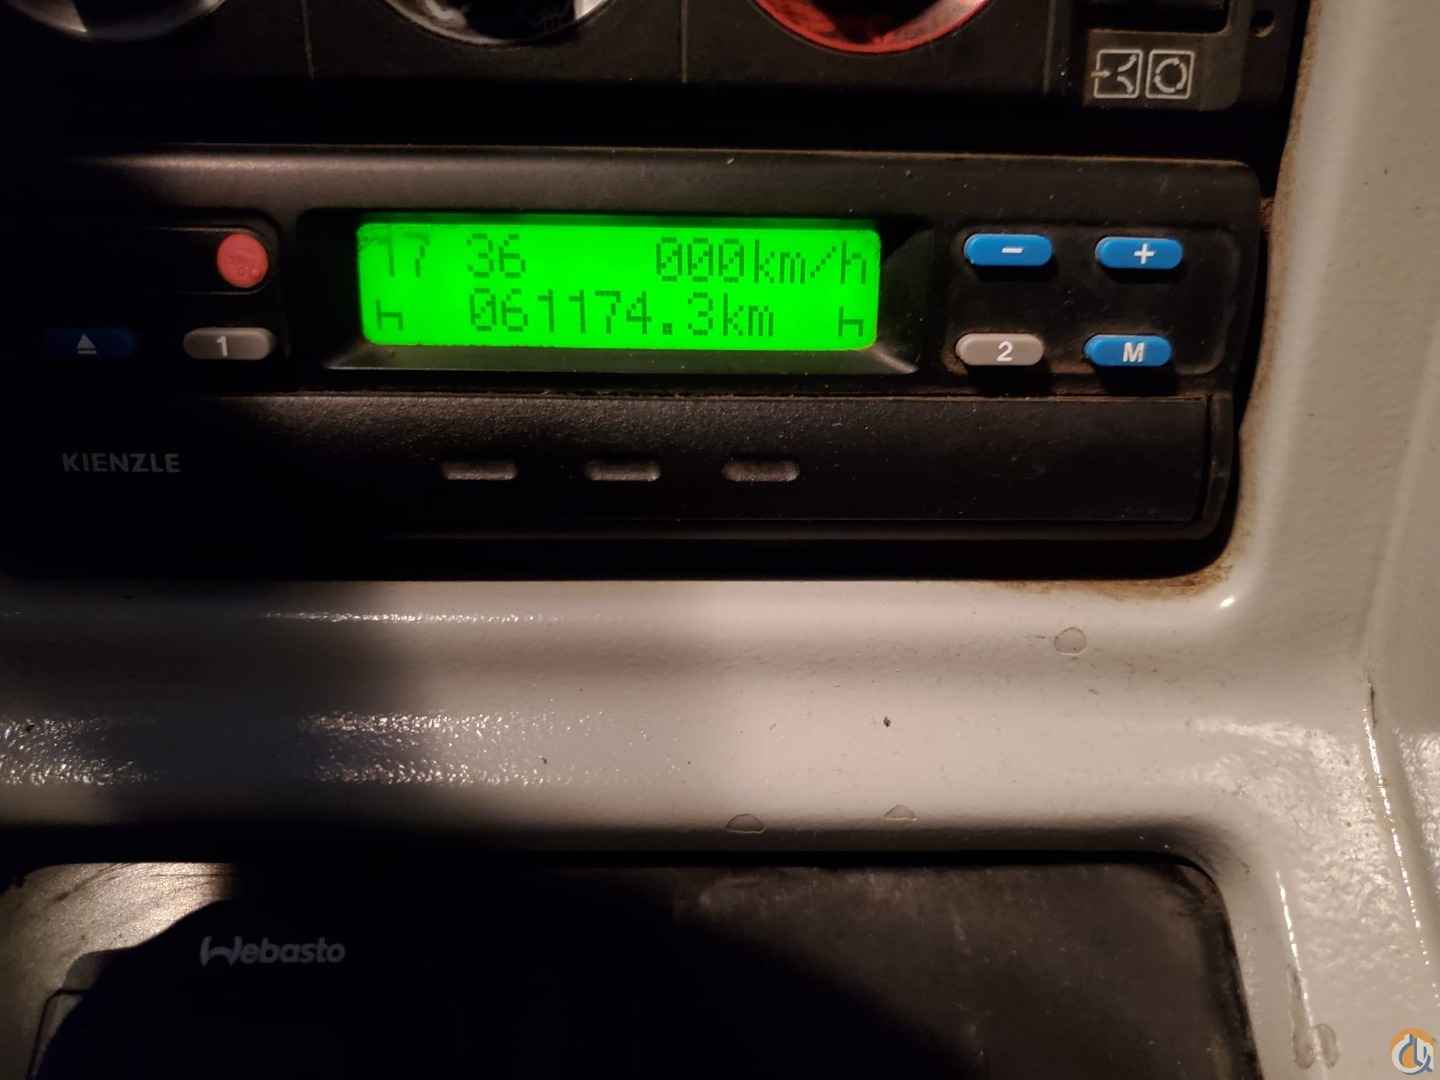 17 36 000km/h
061174.3km
- +
1
2 M
KIENZLE
Webasto